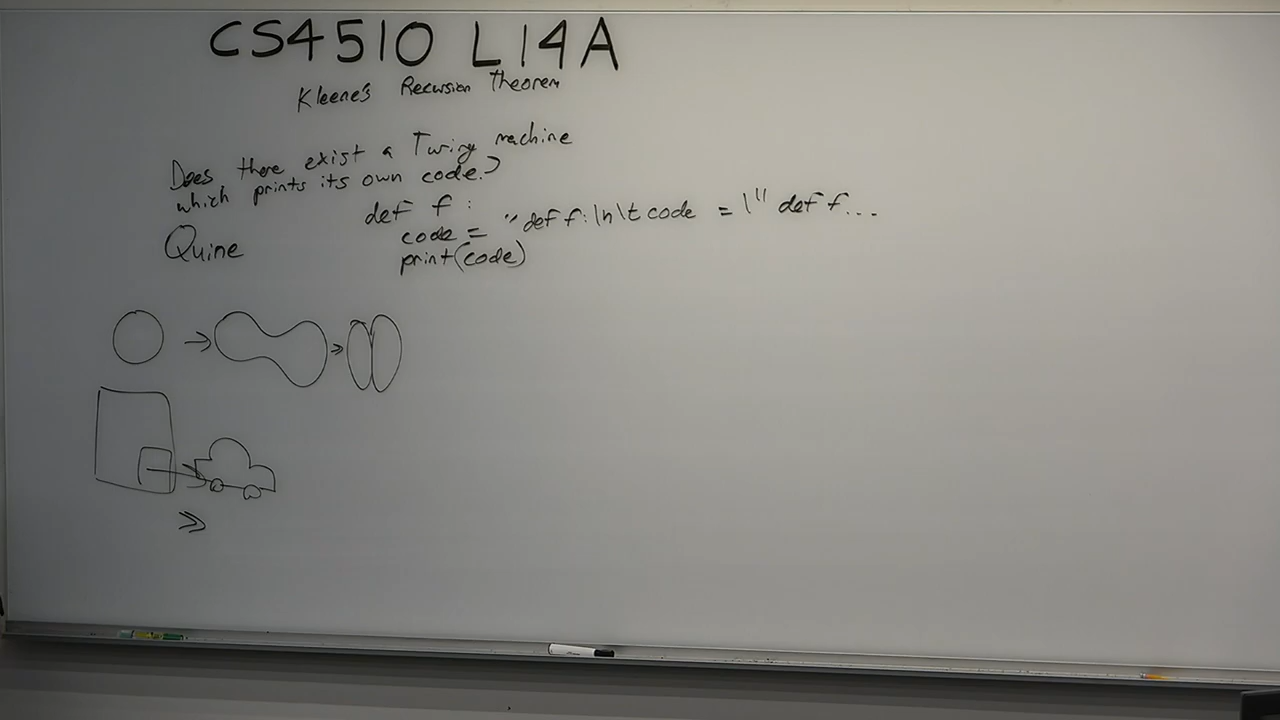 CS4510 L14A
Kleene's Recursion Theorem
Does there exist a Turing machine
which prints its own code?
def f:
code = "def f:\n\t code = \" def f...
print(code)
Quine